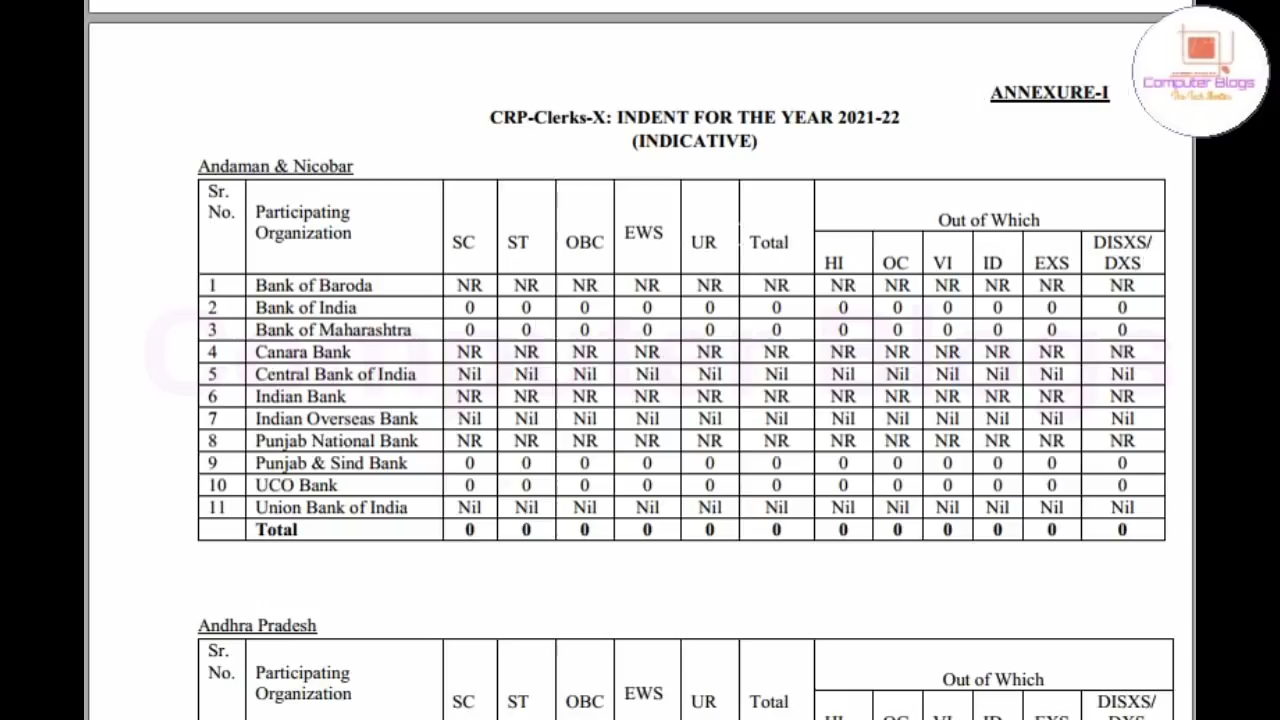 Computer Blogs
ANNEXURE-I
CRP-Clerks-X: INDENT FOR THE YEAR 2021-22
(INDICATIVE)
Andaman & Nicobar
Sr. No. Participating Organization SC ST OBC EWS UR Total Out of Which HI OC VI ID EXS DISXS/ DXS
1 Bank of Baroda NR NR NR NR NR NR NR NR NR NR NR NR
2 Bank of India 0 0 0 0 0 0 0 0 0 0 0 0
3 Bank of Maharashtra 0 0 0 0 0 0 0 0 0 0 0 0
4 Canara Bank NR NR NR NR NR NR NR NR NR NR NR NR
5 Central Bank of India Nil Nil Nil Nil Nil Nil Nil Nil Nil Nil Nil Nil
6 Indian Bank NR NR NR NR NR NR NR NR NR NR NR NR
7 Indian Overseas Bank Nil Nil Nil Nil Nil Nil Nil Nil Nil Nil Nil Nil
8 Punjab National Bank NR NR NR NR NR NR NR NR NR NR NR NR
9 Punjab & Sind Bank 0 0 0 0 0 0 0 0 0 0 0 0
10 UCO Bank 0 0 0 0 0 0 0 0 0 0 0 0
11 Union Bank of India Nil Nil Nil Nil Nil Nil Nil Nil Nil Nil Nil Nil
Total 0 0 0 0 0 0 0 0 0 0 0 0
Andhra Pradesh
Sr. No. Participating Organization SC ST OBC EWS UR Total Out of Which HI OC VI ID EXS DISXS/ DXS